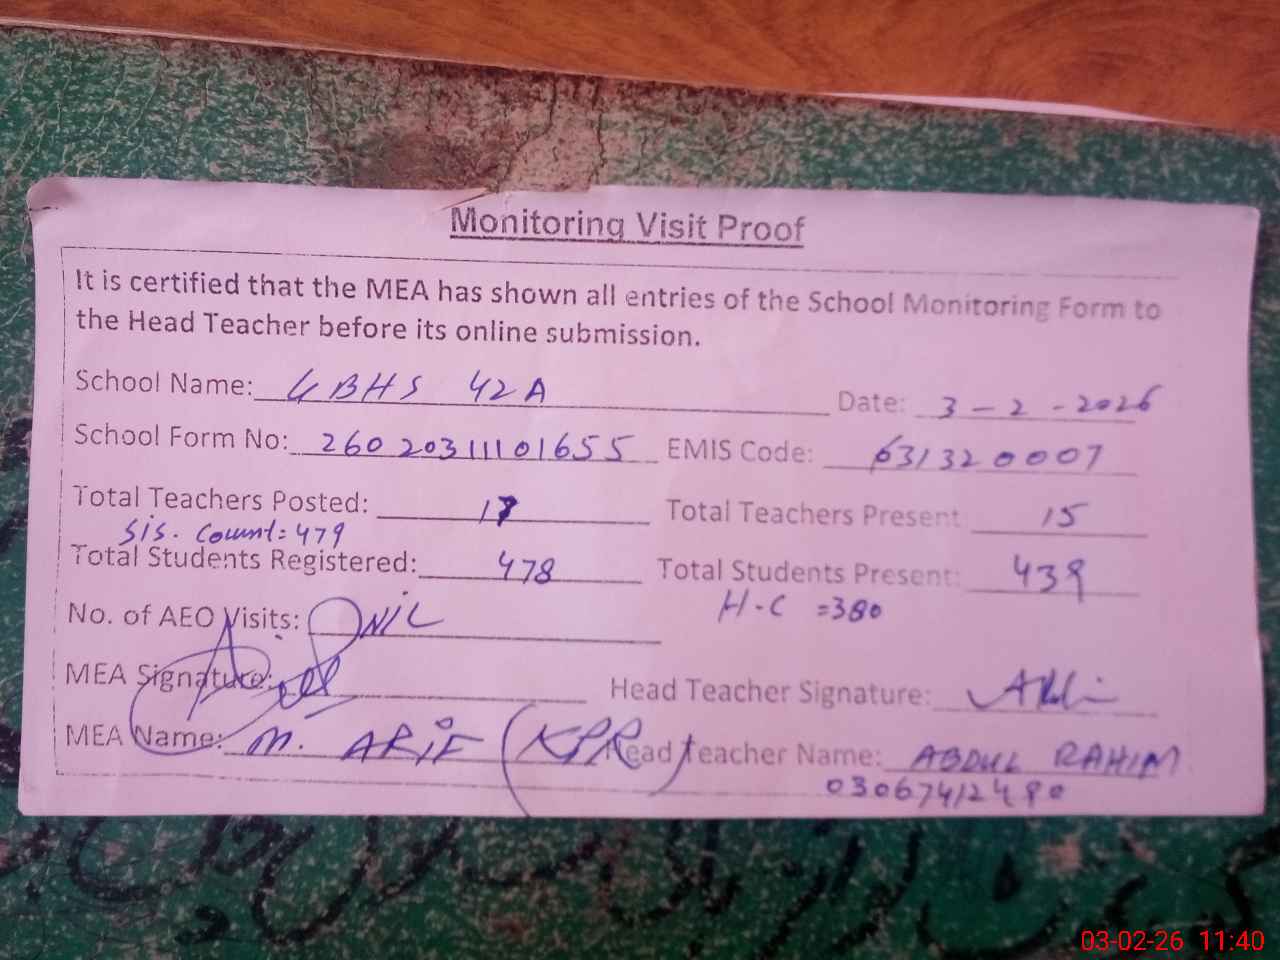 Monitoring Visit Proof
It is certified that the MEA has shown all entries of the School Monitoring Form to
the Head Teacher before its online submission.
School Name: GBHS 42A Date: 3-2-2026
School Form No: 26020311101655 EMIS Code: 631320007
Total Teachers Posted: 17 Total Teachers Present 15
SiS. Count: 479
Total Students Registered: 478 Total Students Present: 439
H-C =380
No. of AEO Visits: NiL
MEA Signature: Head Teacher Signature:
MEA Name: M. ARiF (KPR) Head Teacher Name: ABDUL RAHIM
03067412480
03-02-26 11:40